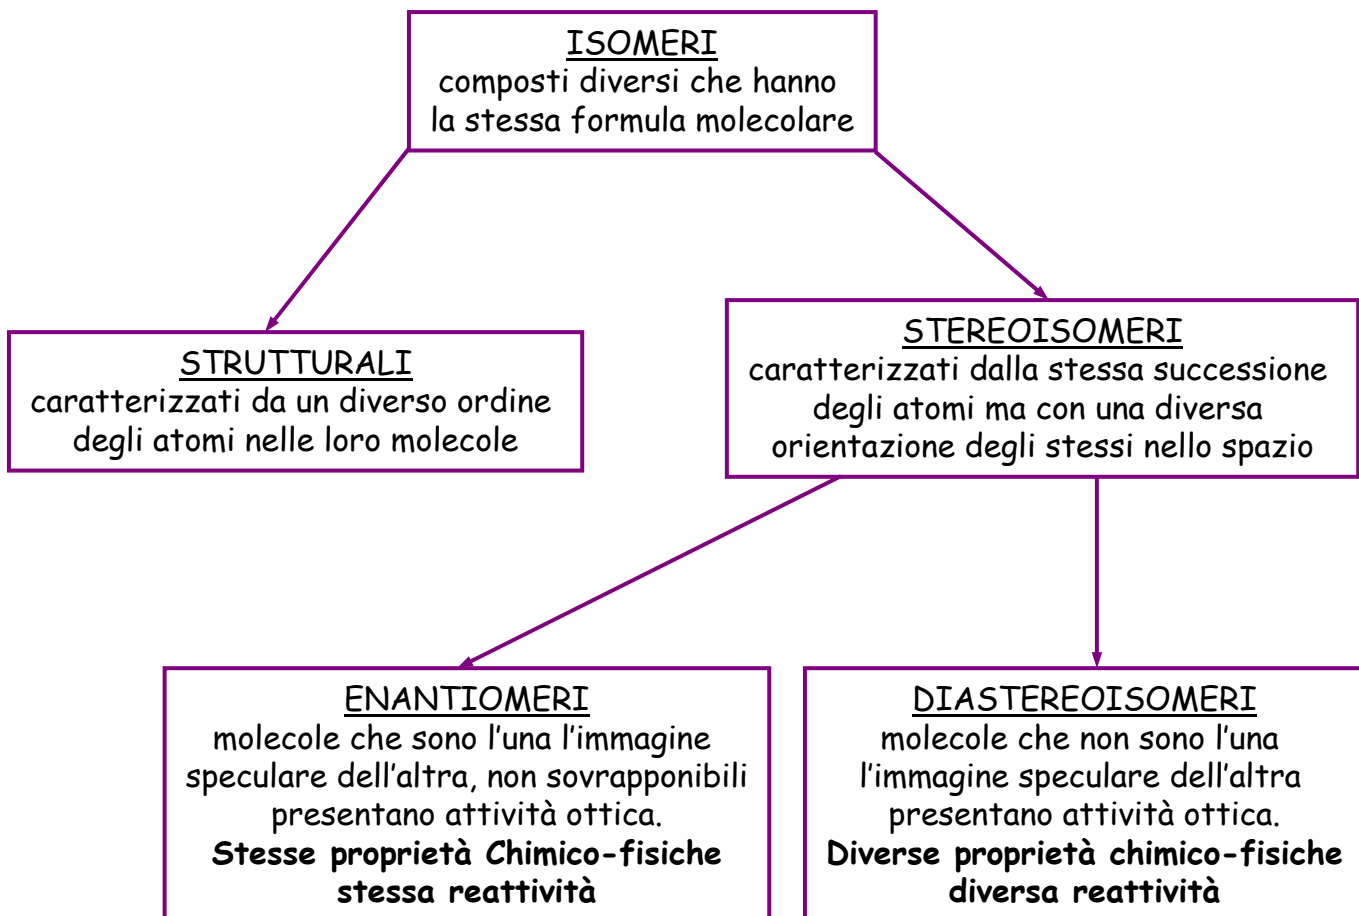 ISOMERI
composti diversi che hanno
la stessa formula molecolare
STRUTTURALI
caratterizzati da un diverso ordine
degli atomi nelle loro molecole
STEREOISOMERI
caratterizzati dalla stessa successione
degli atomi ma con una diversa
orientazione degli stessi nello spazio
ENANTIOMERI
molecole che sono l’una l’immagine
speculare dell’altra, non sovrapponibili
presentano attività ottica.
Stesse proprietà Chimico-fisiche
stessa reattività
DIASTEREOISOMERI
molecole che non sono l’una
l’immagine speculare dell’altra
presentano attività ottica.
Diverse proprietà chimico-fisiche
diversa reattività